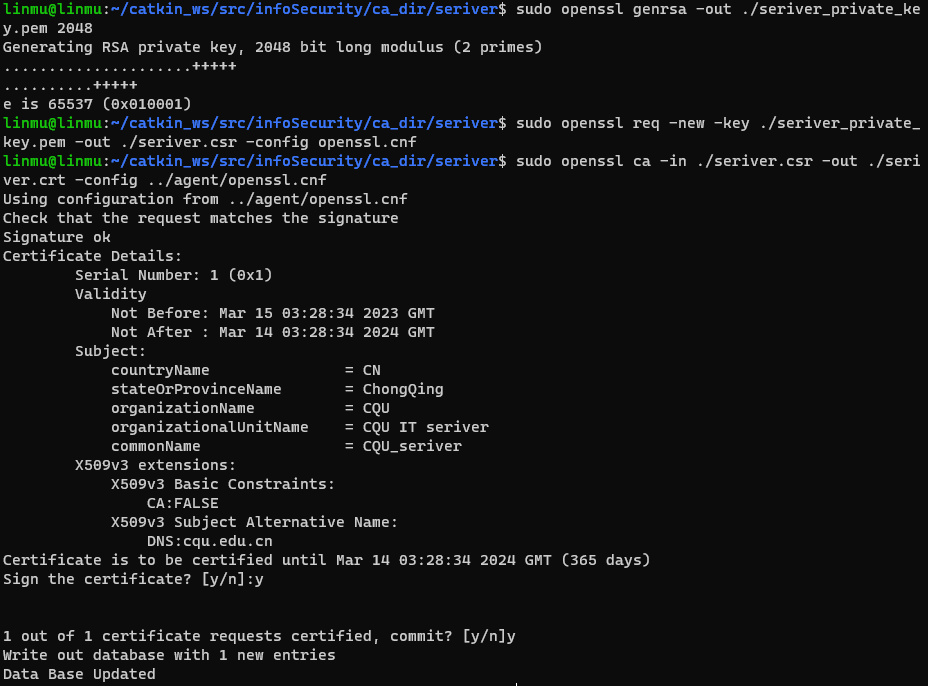 linmu@linmu:~/catkin_ws/src/infoSecurity/ca_dir/seriver$ sudo openssl genrsa -out ./seriver_private_ke
y.pem 2048
Generating RSA private key, 2048 bit long modulus (2 primes)
.....................+++++
..........+++++
e is 65537 (0x010001)
linmu@linmu:~/catkin_ws/src/infoSecurity/ca_dir/seriver$ sudo openssl req -new -key ./seriver_private_
key.pem -out ./seriver.csr -config openssl.cnf
linmu@linmu:~/catkin_ws/src/infoSecurity/ca_dir/seriver$ sudo openssl ca -in ./seriver.csr -out ./seri
ver.crt -config ../agent/openssl.cnf
Using configuration from ../agent/openssl.cnf
Check that the request matches the signature
Signature ok
Certificate Details:
        Serial Number: 1 (0x1)
        Validity
            Not Before: Mar 15 03:28:34 2023 GMT
            Not After : Mar 14 03:28:34 2024 GMT
        Subject:
            countryName               = CN
            stateOrProvinceName       = ChongQing
            organizationName          = CQU
            organizationalUnitName    = CQU IT seriver
            commonName                = CQU_seriver
        X509v3 extensions:
            X509v3 Basic Constraints:
                CA:FALSE
            X509v3 Subject Alternative Name:
                DNS:cqu.edu.cn
Certificate is to be certified until Mar 14 03:28:34 2024 GMT (365 days)
Sign the certificate? [y/n]:y
1 out of 1 certificate requests certified, commit? [y/n]y
Write out database with 1 new entries
Data Base Updated